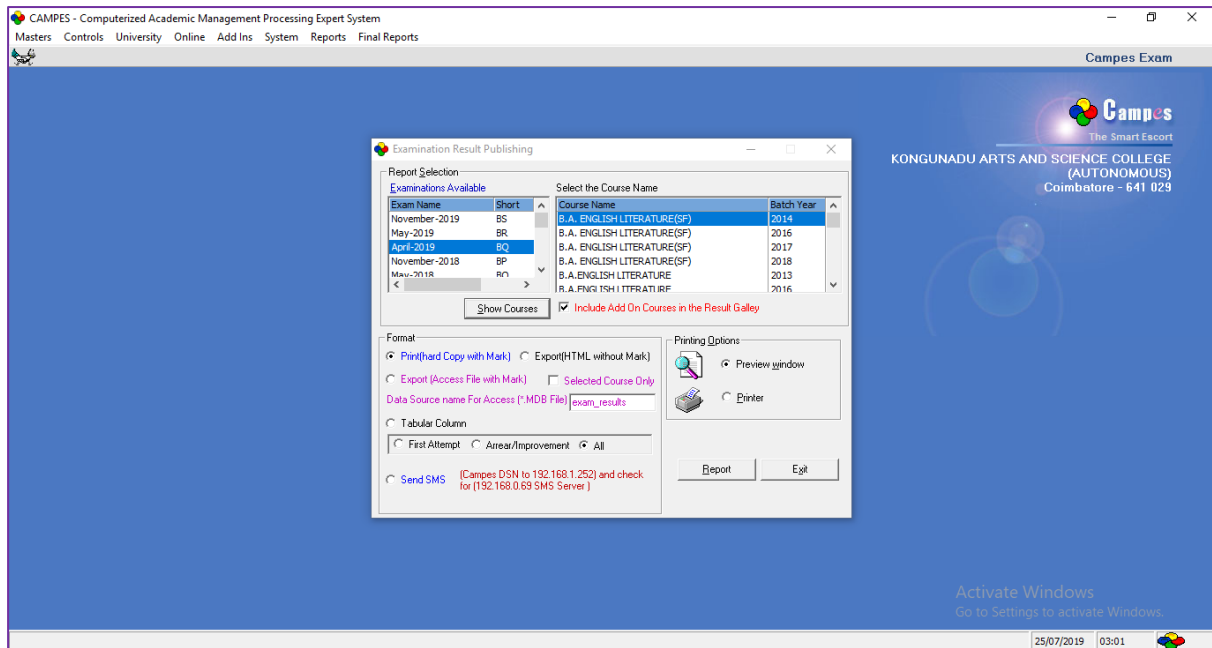 CAMPES - Computerized Academic Management Processing Expert System
Masters Controls University Online Add Ins System Reports Final Reports
Campes Exam
Campes
The Smart Escort
KONGUNADU ARTS AND SCIENCE COLLEGE
(AUTONOMOUS)
Coimbatore - 641 029
Examination Result Publishing
Report Selection
Examinations Available
Select the Course Name
Exam Name Short
November-2019 BS
May-2019 BR
April-2019 BQ
November-2018 BP
May-2018 BO
Course Name Batch Year
B.A. ENGLISH LITERATURE(SF) 2014
B.A. ENGLISH LITERATURE(SF) 2016
B.A. ENGLISH LITERATURE(SF) 2017
B.A. ENGLISH LITERATURE(SF) 2018
B.A.ENGLISH LITERATURE 2013
B.A.ENGLISH LITERATURE 2016
Show Courses
Include Add On Courses in the Result Galley
Format
Print(hard Copy with Mark) Export(HTML without Mark)
Export (Access File with Mark) Selected Course Only
Data Source name For Access (*.MDB File) exam_results
Tabular Column
First Attempt Arrear/Improvement All
Send SMS
(Campes DSN to 192.168.1.252) and check
for (192.168.0.69 SMS Server )
Printing Options
Preview window
Printer
Report Exit
Activate Windows
Go to Settings to activate Windows.
25/07/2019 03:01